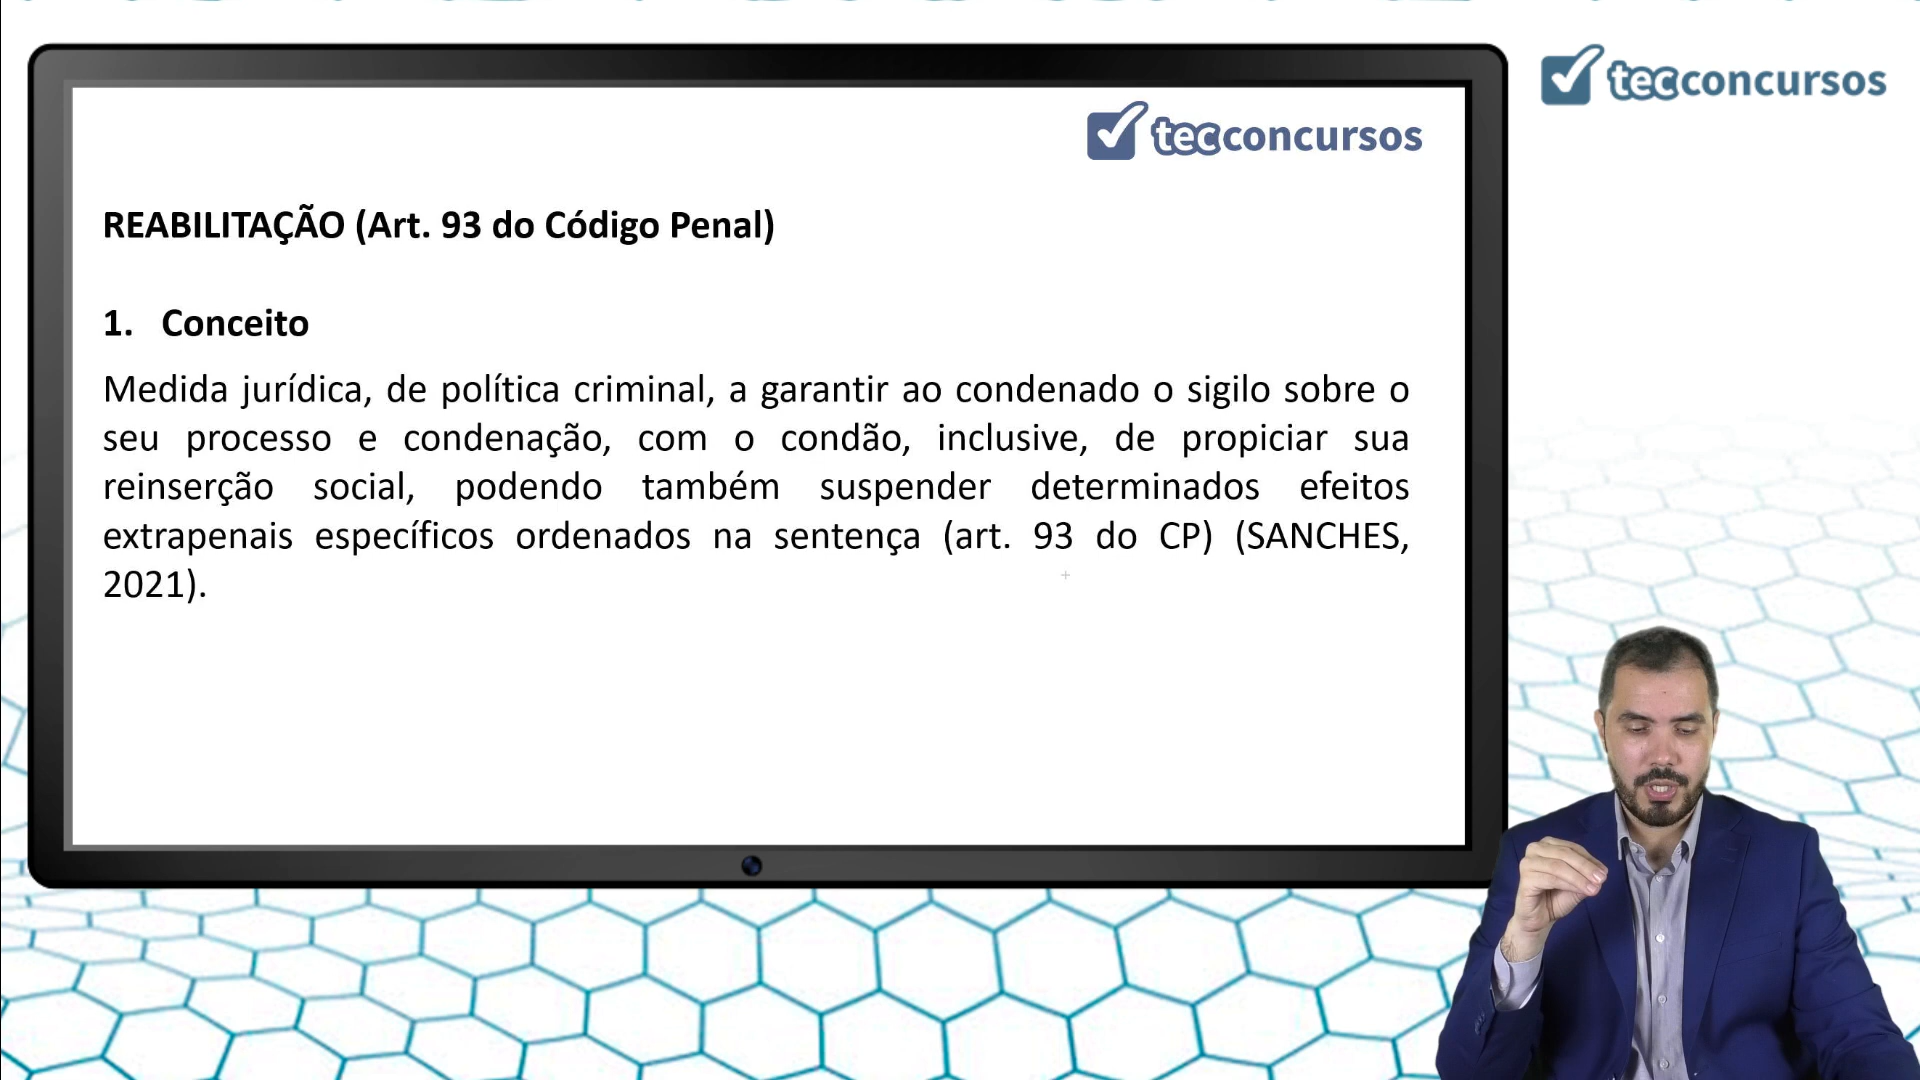 tecconcursos
tecconcursos
REABILITAÇÃO (Art. 93 do Código Penal)
1. Conceito
Medida jurídica, de política criminal, a garantir ao condenado o sigilo sobre o
seu processo e condenação, com o condão, inclusive, de propiciar sua
reinserção social, podendo também suspender determinados efeitos
extrapenais específicos ordenados na sentença (art. 93 do CP) (SANCHES,
2021).